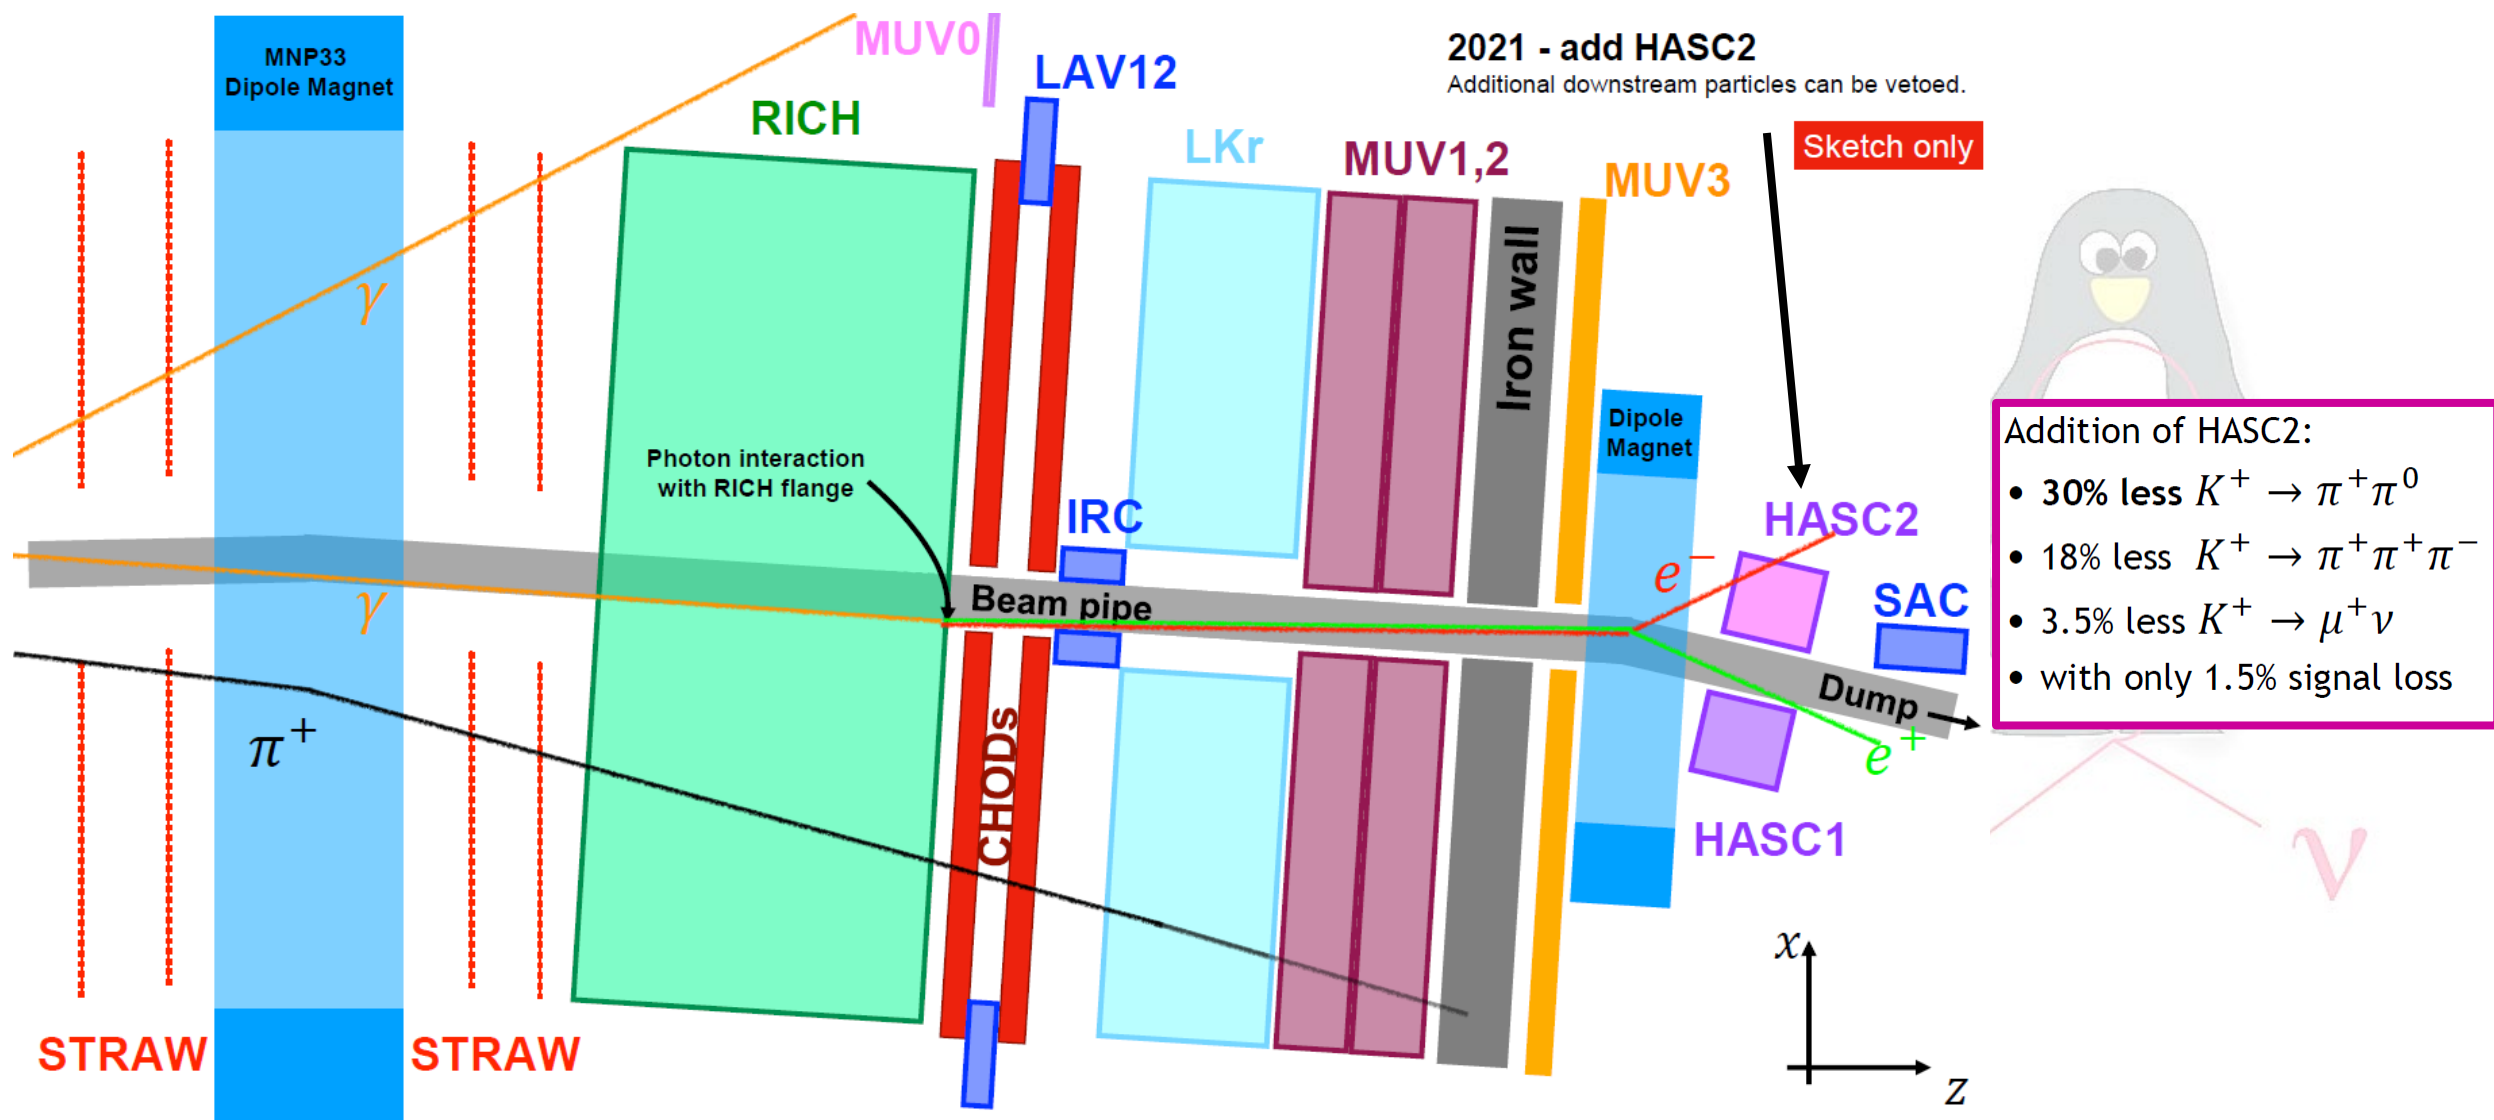 MNP33
Dipole Magnet
MUV0
LAV12
RICH
LKr
MUV1,2
MUV3
2021 - add HASC2
Additional downstream particles can be vetoed.
Sketch only
Iron wall
γ
Photon interaction
with RICH flange
IRC
Beam pipe
γ
π⁺
CHODs
Dipole
Magnet
HASC2
e⁻
SAC
Dump
e⁺
HASC1
STRAW
STRAW
Addition of HASC2:
• 30% less K⁺ → π⁺π⁰
• 18% less K⁺ → π⁺π⁺π⁻
• 3.5% less K⁺ → μ⁺ν
• with only 1.5% signal loss
ν
x
z